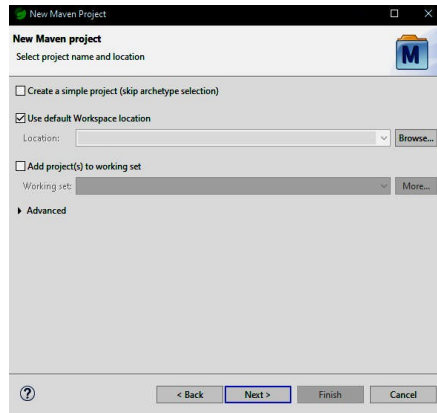 New Maven Project
New Maven project
Select project name and location
M
Create a simple project (skip archetype selection)
Use default Workspace location
Location:
Browse...
Add project(s) to working set
Working set:
More...
Advanced
?
< Back
Next >
Finish
Cancel